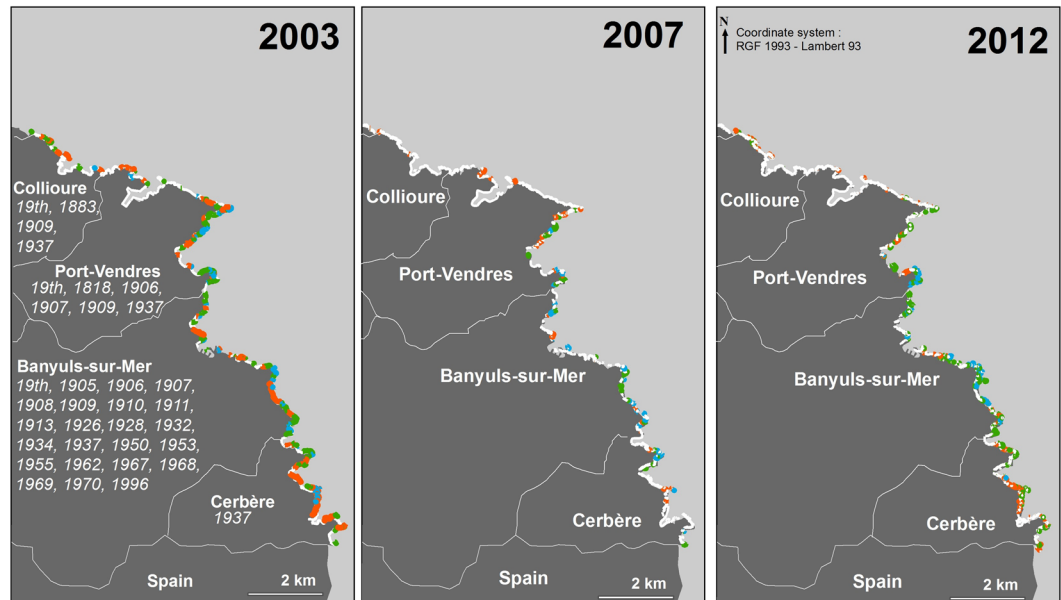 2003
Collioure
19th, 1883,
1909,
1937
Port-Vendres
19th, 1818, 1906,
1907, 1909, 1937
Banyuls-sur-Mer
19th, 1905, 1906, 1907,
1908,1909, 1910, 1911,
1913, 1926,1928, 1932,
1934, 1937, 1950, 1953,
1955, 1962, 1967, 1968,
1969, 1970, 1996
Cerbère
1937
Spain
2 km
2007
Collioure
Port-Vendres
Banyuls-sur-Mer
Cerbère
Spain
2 km
N
Coordinate system :
RGF 1993 - Lambert 93
2012
Collioure
Port-Vendres
Banyuls-sur-Mer
Cerbère
Spain
2 km